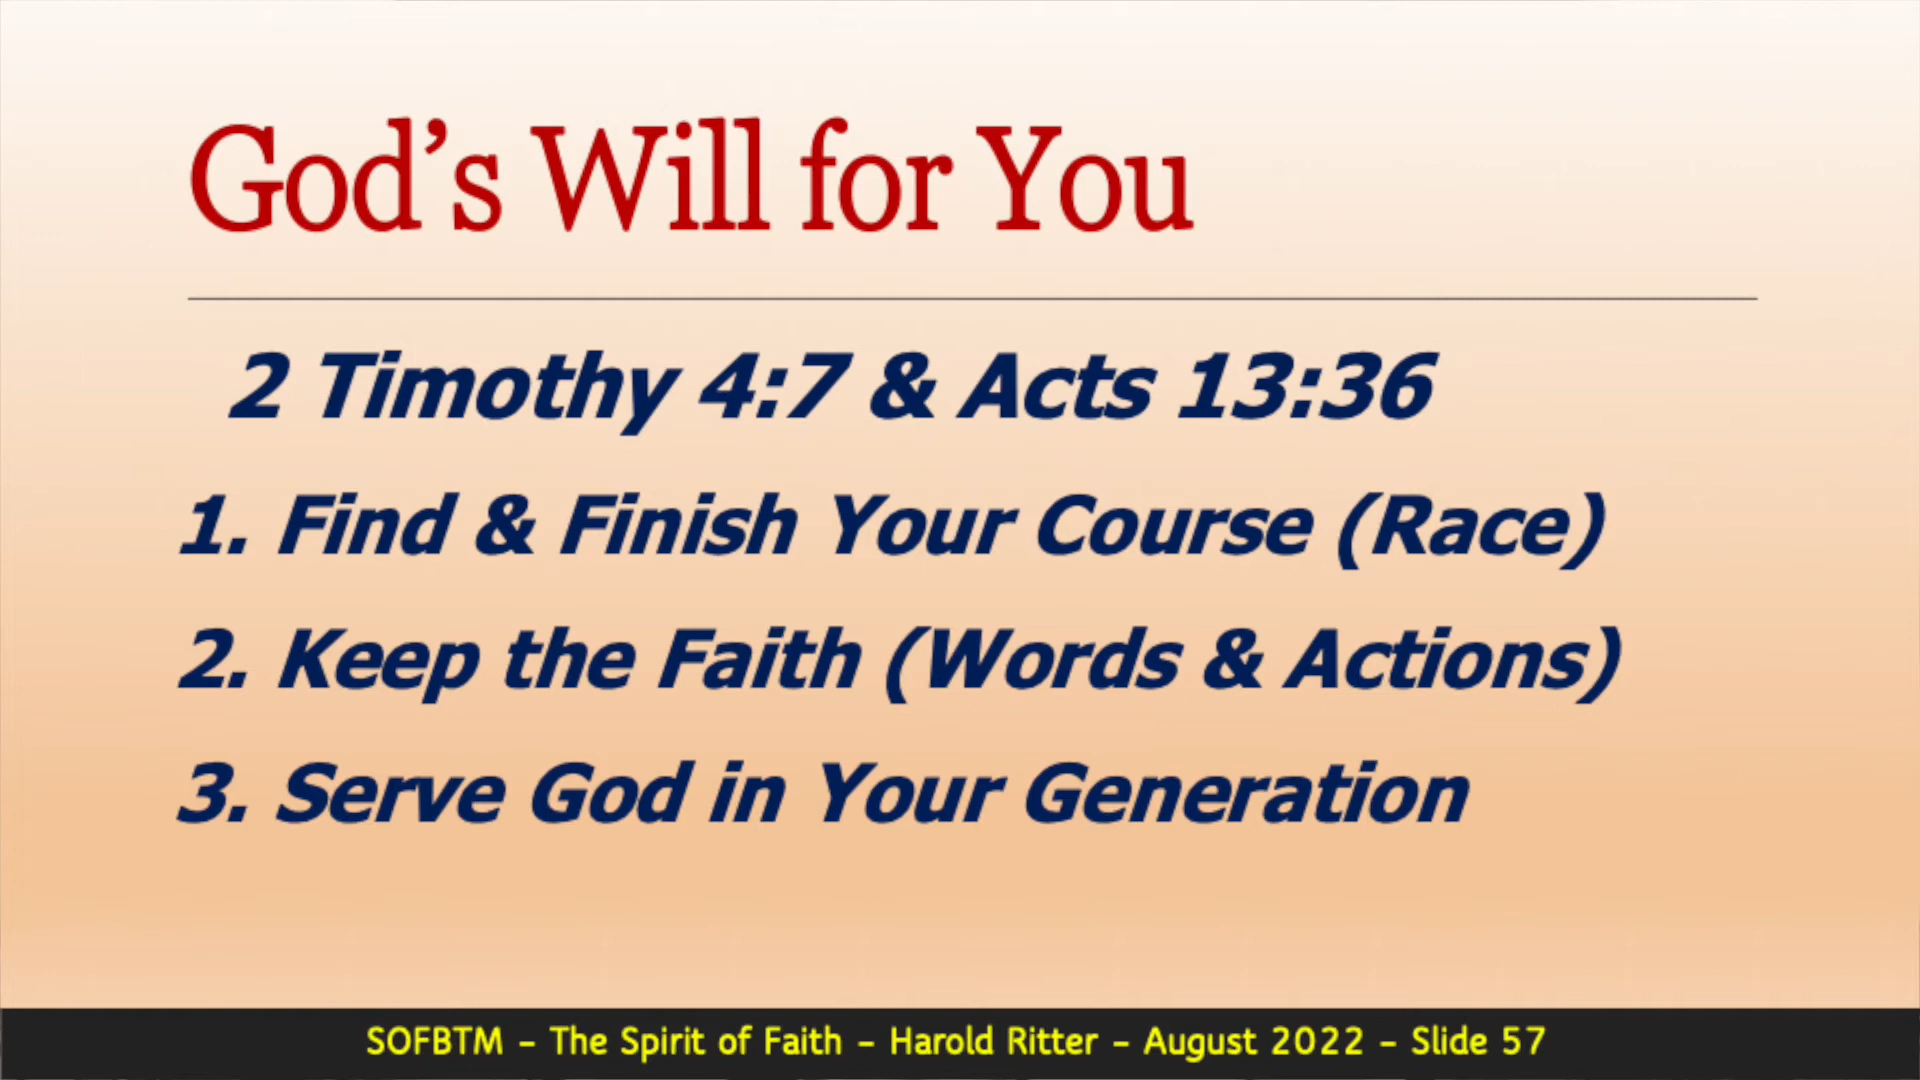 God’s Will for You
2 Timothy 4:7 & Acts 13:36
1. Find & Finish Your Course (Race)
2. Keep the Faith (Words & Actions)
3. Serve God in Your Generation
SOFBTM – The Spirit of Faith – Harold Ritter – August 2022 – Slide 57